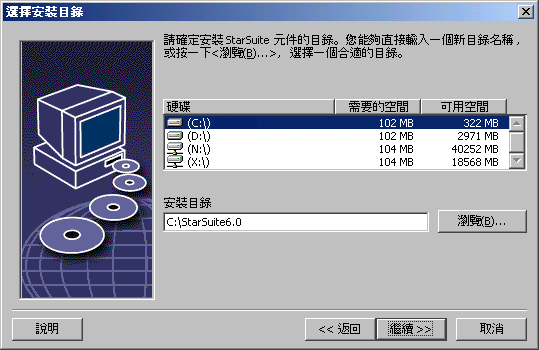 選擇安裝目錄
請確定安裝 StarSuite 元件的目錄。您能夠直接輸入一個新目錄名稱,
或按一下<瀏覽(B)...>, 選擇一個合適的目錄。
硬碟 需要的空間 可用空間
(C:\) 102 MB 322 MB
(D:\) 102 MB 2971 MB
(N:\) 104 MB 40252 MB
(X:\) 104 MB 18568 MB
安裝目錄
C:\StarSuite6.0 瀏覽(B)...
說明 << 返回 繼續 >> 取消